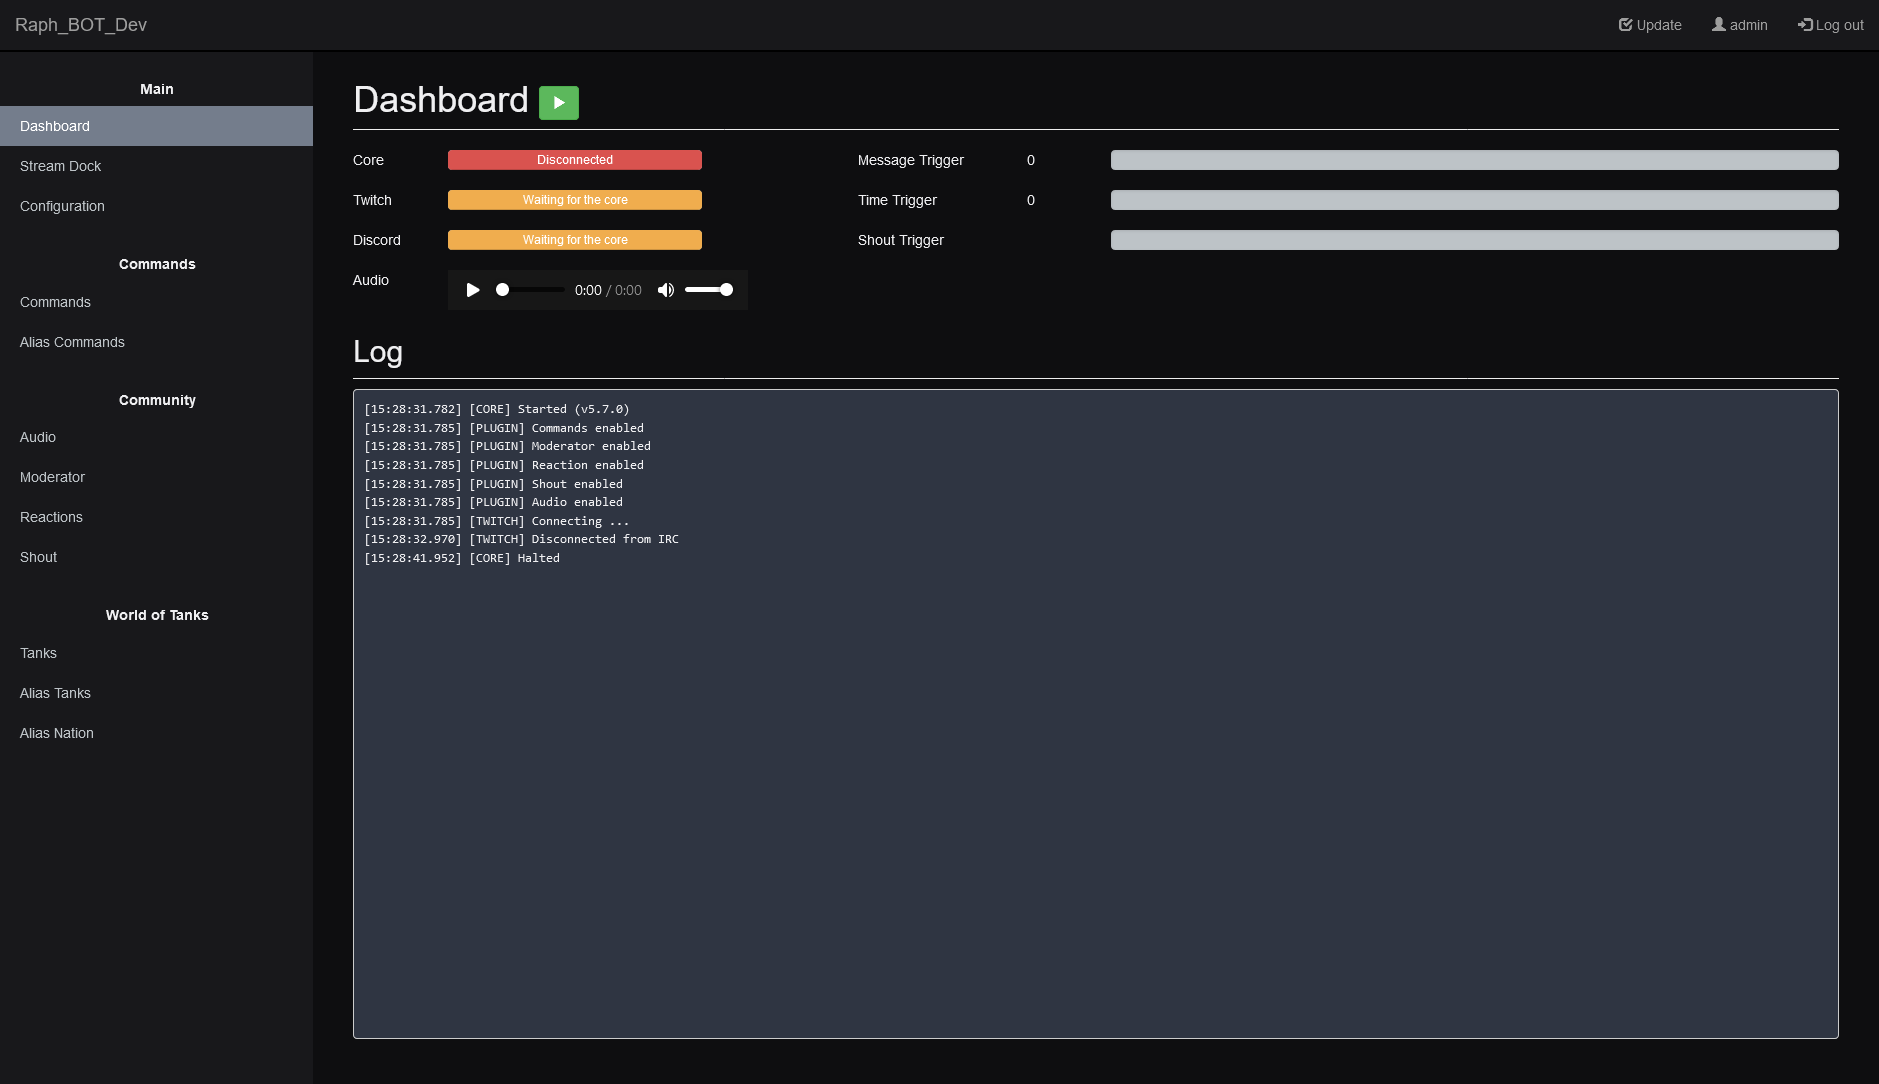 Raph_BOT_Dev
Update
admin
Log out
Main
Dashboard
Stream Dock
Configuration
Commands
Commands
Alias Commands
Community
Audio
Moderator
Reactions
Shout
World of Tanks
Tanks
Alias Tanks
Alias Nation
Dashboard
Core Disconnected
Twitch Waiting for the core
Discord Waiting for the core
Audio 0:00 / 0:00
Message Trigger 0
Time Trigger 0
Shout Trigger
Log
[15:28:31.782] [CORE] Started (v5.7.0)
[15:28:31.785] [PLUGIN] Commands enabled
[15:28:31.785] [PLUGIN] Moderator enabled
[15:28:31.785] [PLUGIN] Reaction enabled
[15:28:31.785] [PLUGIN] Shout enabled
[15:28:31.785] [PLUGIN] Audio enabled
[15:28:31.785] [TWITCH] Connecting ...
[15:28:32.970] [TWITCH] Disconnected from IRC
[15:28:41.952] [CORE] Halted